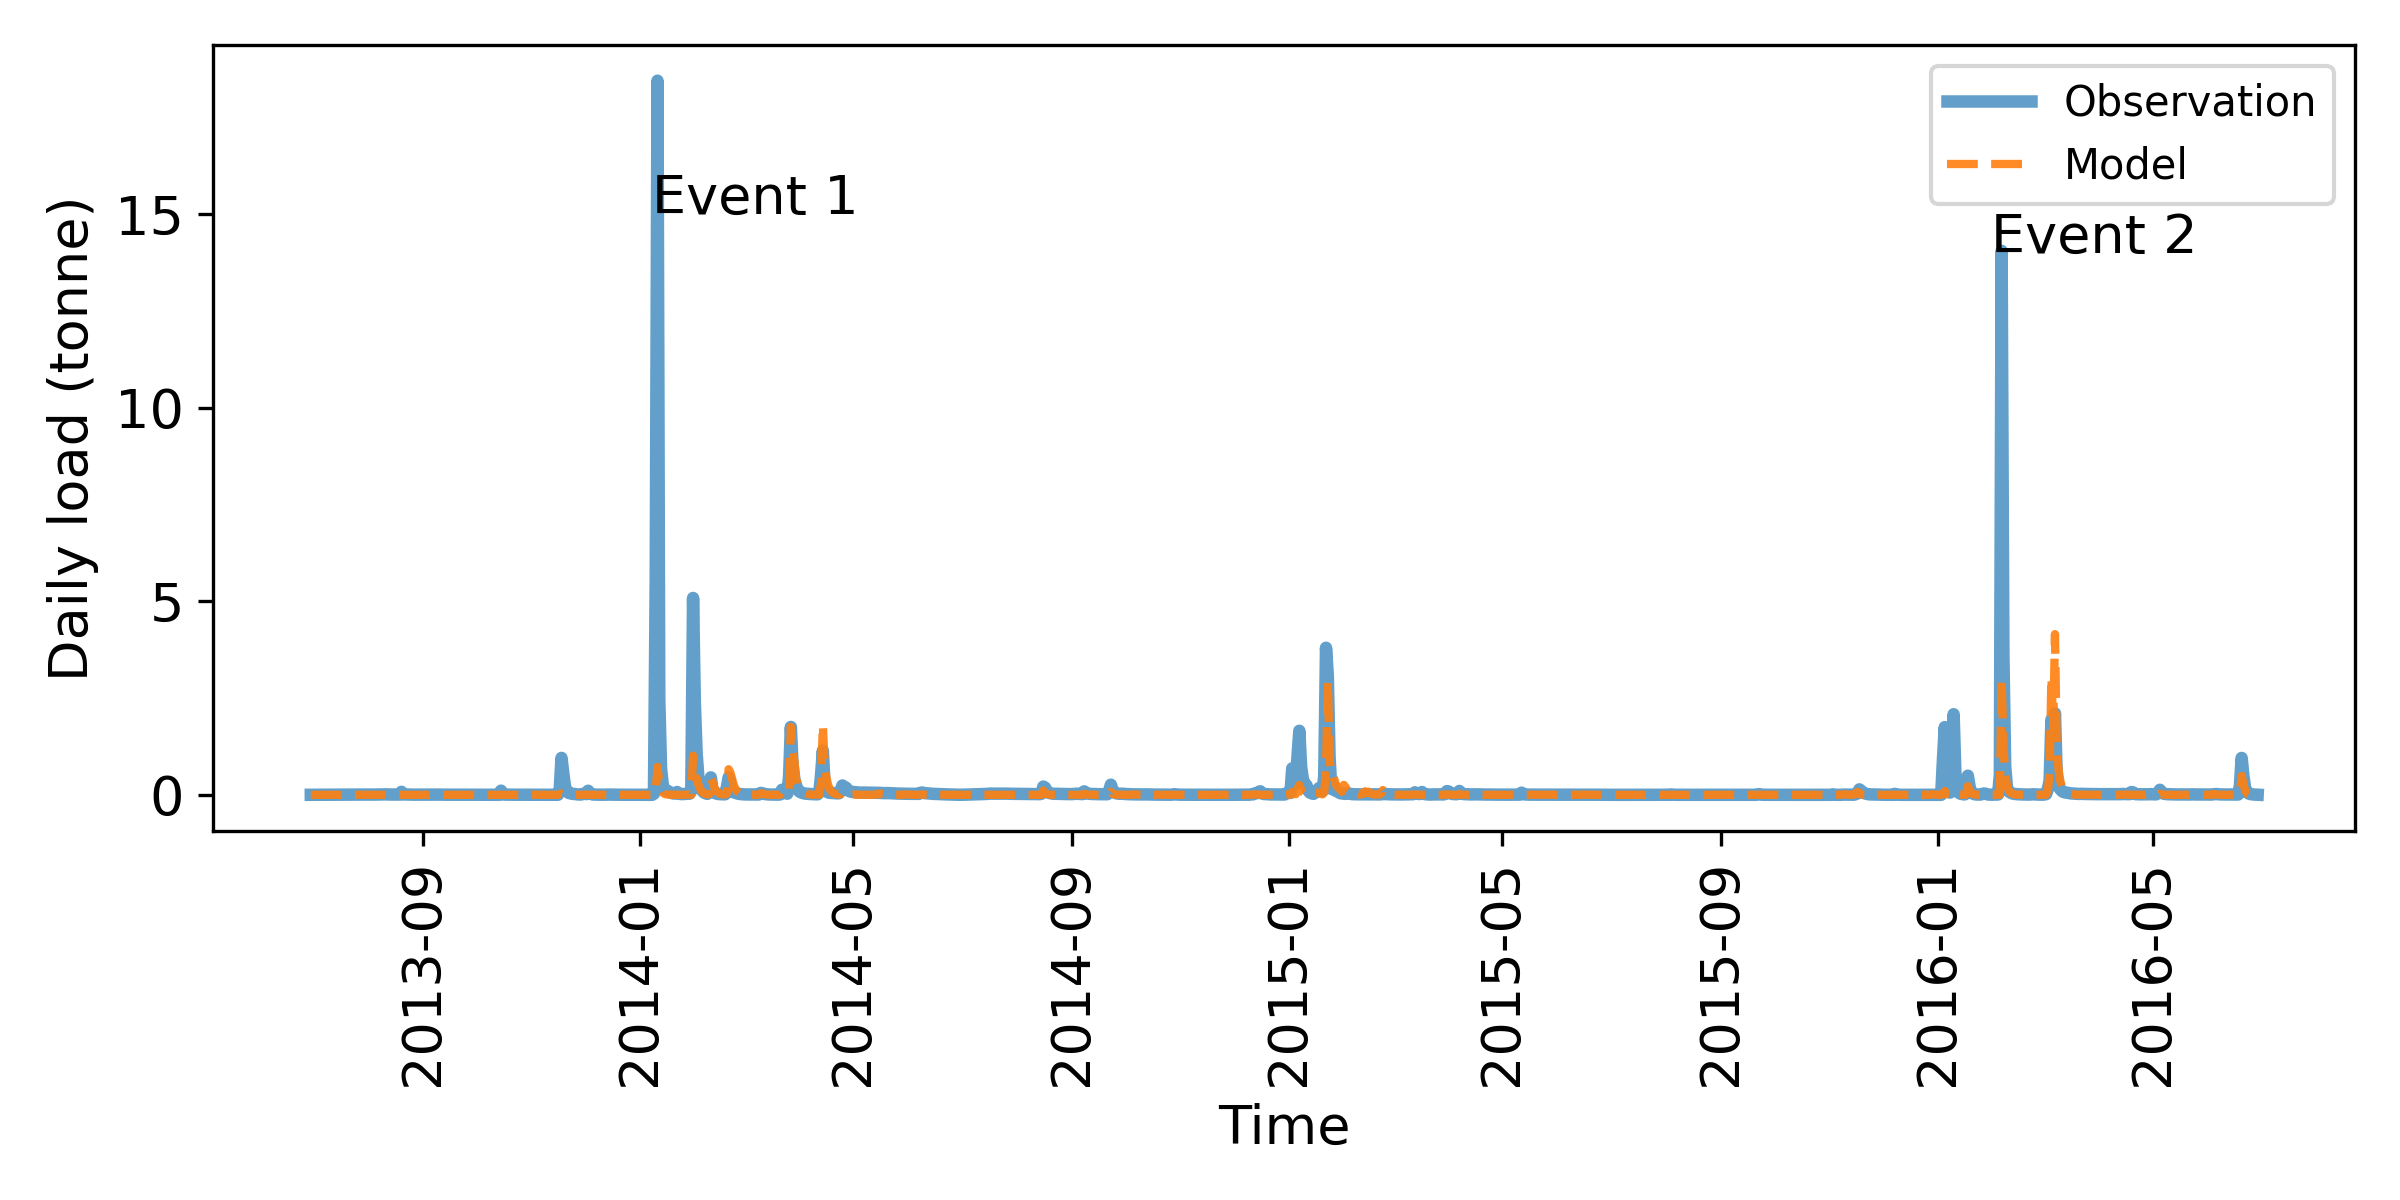 Observation
Model
Event 1
Event 2
Daily load (tonne)
15
10
5
0
2013-09
2014-01
2014-05
2014-09
2015-01
2015-05
2015-09
2016-01
2016-05
Time